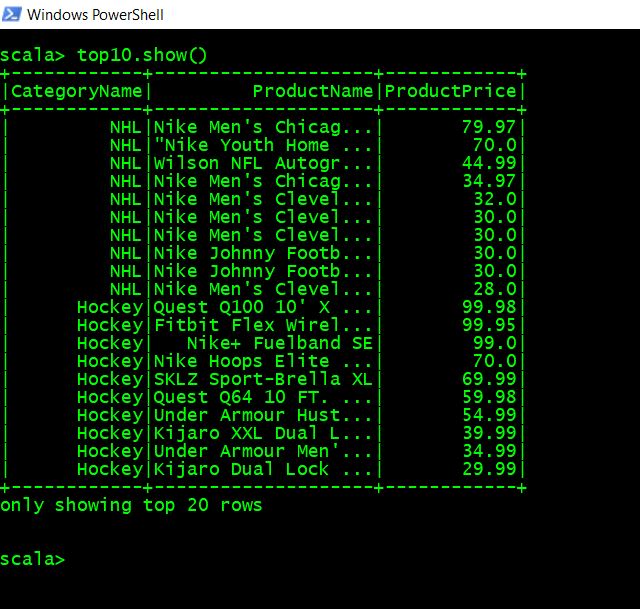 Windows PowerShell
scala> top10.show()
+------------+--------------------+------------+
|CategoryName|         ProductName|ProductPrice|
+------------+--------------------+------------+
|         NHL|Nike Men's Chicag...|       79.97|
|         NHL|"Nike Youth Home ...|        70.0|
|         NHL|Wilson NFL Autogr...|       44.99|
|         NHL|Nike Men's Chicag...|       34.97|
|         NHL|Nike Men's Clevel...|        32.0|
|         NHL|Nike Men's Clevel...|        30.0|
|         NHL|Nike Men's Clevel...|        30.0|
|         NHL|Nike Johnny Footb...|        30.0|
|         NHL|Nike Johnny Footb...|        30.0|
|         NHL|Nike Men's Clevel...|        28.0|
|      Hockey|Quest Q100 10' X ...|       99.98|
|      Hockey|Fitbit Flex Wirel...|       99.95|
|      Hockey|   Nike+ Fuelband SE|        99.0|
|      Hockey|Nike Hoops Elite ...|        70.0|
|      Hockey|SKLZ Sport-Brella XL|       69.99|
|      Hockey|Quest Q64 10 FT. ...|       59.98|
|      Hockey|Under Armour Hust...|       54.99|
|      Hockey|Kijaro XXL Dual L...|       39.99|
|      Hockey|Under Armour Men'...|       34.99|
|      Hockey|Kijaro Dual Lock ...|       29.99|
+------------+--------------------+------------+
only showing top 20 rows
scala>